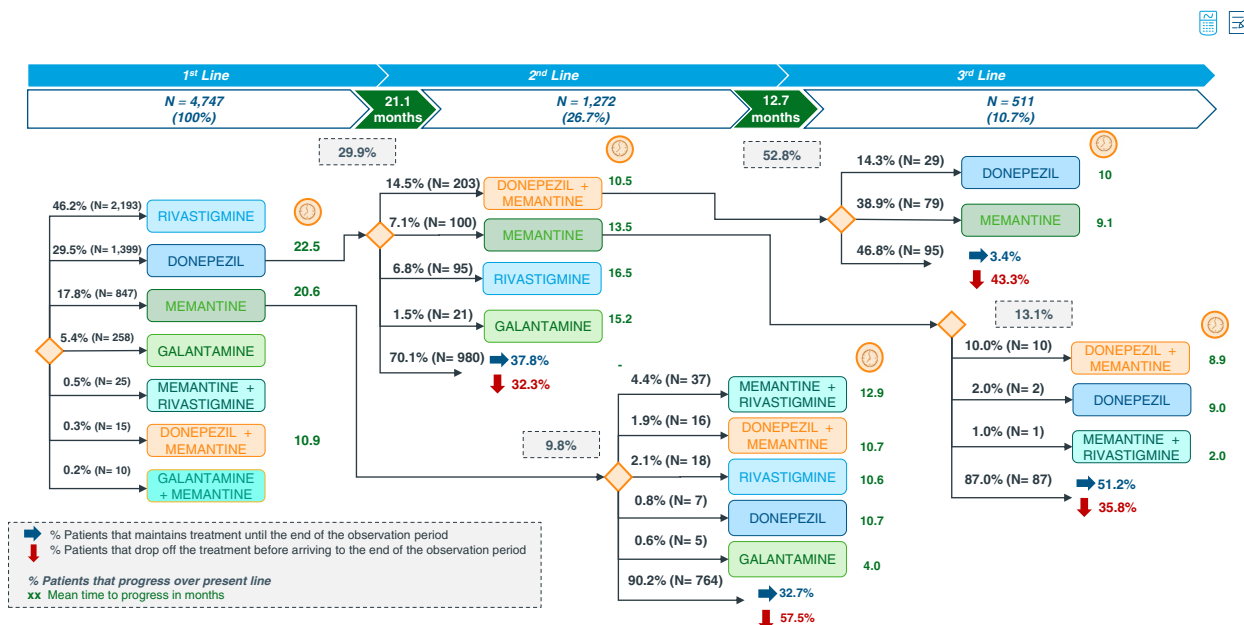 1st Line
2nd Line
3rd Line
N = 4,747
(100%)
21.1
months
N = 1,272
(26.7%)
12.7
months
N = 511
(10.7%)
29.9%
52.8%
46.2% (N= 2,193)
RIVASTIGMINE
29.5% (N= 1,399)
DONEPEZIL
22.5
17.8% (N= 847)
MEMANTINE
20.6
5.4% (N= 258)
GALANTAMINE
0.5% (N= 25)
MEMANTINE +
RIVASTIGMINE
0.3% (N= 15)
DONEPEZIL +
MEMANTINE
10.9
0.2% (N= 10)
GALANTAMINE
+ MEMANTINE
14.5% (N= 203)
DONEPEZIL +
MEMANTINE
10.5
7.1% (N= 100)
MEMANTINE
13.5
6.8% (N= 95)
RIVASTIGMINE
16.5
1.5% (N= 21)
GALANTAMINE
15.2
70.1% (N= 980)
37.8%
32.3%
-
14.3% (N= 29)
DONEPEZIL
10
38.9% (N= 79)
MEMANTINE
9.1
46.8% (N= 95)
3.4%
43.3%
9.8%
4.4% (N= 37)
MEMANTINE +
RIVASTIGMINE
12.9
1.9% (N= 16)
DONEPEZIL +
MEMANTINE
10.7
2.1% (N= 18)
RIVASTIGMINE
10.6
0.8% (N= 7)
DONEPEZIL
10.7
0.6% (N= 5)
GALANTAMINE
4.0
90.2% (N= 764)
32.7%
57.5%
13.1%
10.0% (N= 10)
DONEPEZIL +
MEMANTINE
8.9
2.0% (N= 2)
DONEPEZIL
9.0
1.0% (N= 1)
MEMANTINE +
RIVASTIGMINE
2.0
87.0% (N= 87)
51.2%
35.8%
% Patients that maintains treatment until the end of the observation period
% Patients that drop off the treatment before arriving to the end of the observation period
% Patients that progress over present line
xx Mean time to progress in months